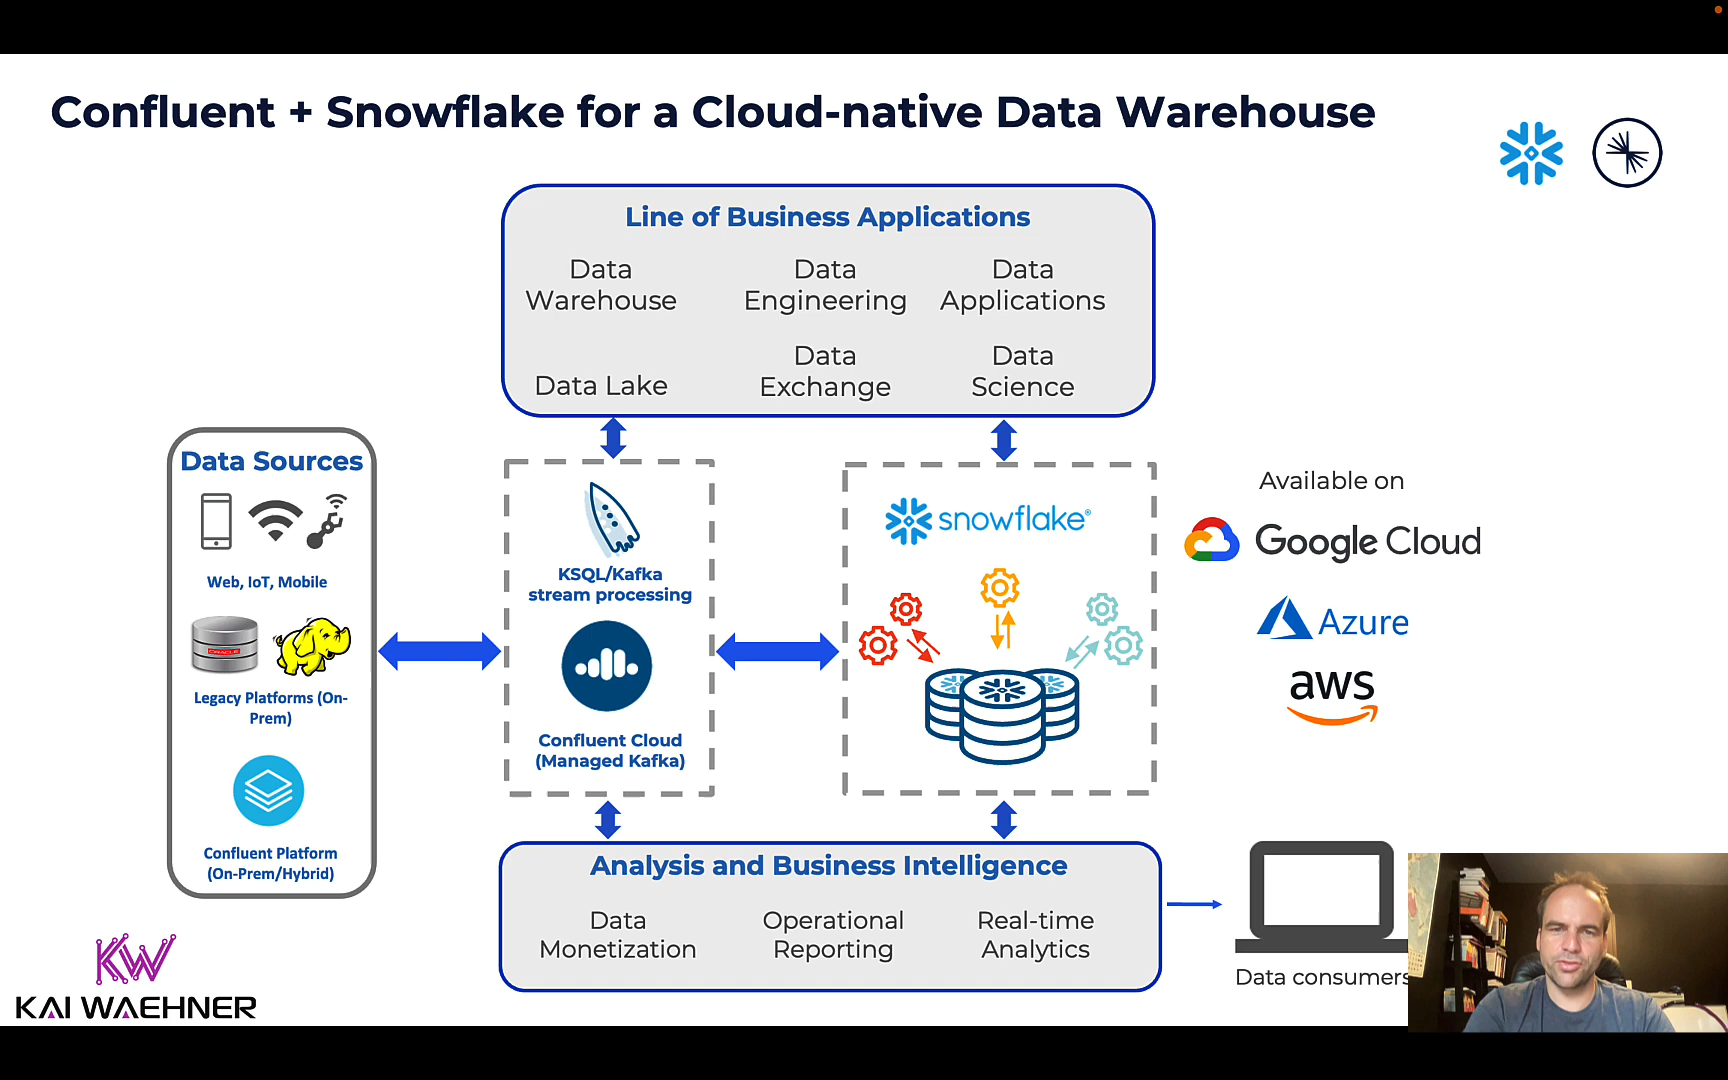 Confluent + Snowflake for a Cloud-native Data Warehouse
Line of Business Applications
Data
Warehouse
Data
Engineering
Data
Applications
Data Lake
Data
Exchange
Data
Science
Data Sources
Web, IoT, Mobile
ORACLE
Legacy Platforms (On-
Prem)
Confluent Platform
(On-Prem/Hybrid)
KSQL/Kafka
stream processing
Confluent Cloud
(Managed Kafka)
snowflake®
Available on
Google Cloud
Azure
aws
Analysis and Business Intelligence
Data
Monetization
Operational
Reporting
Real-time
Analytics
Data consumers
KW
KAI WAEHNER